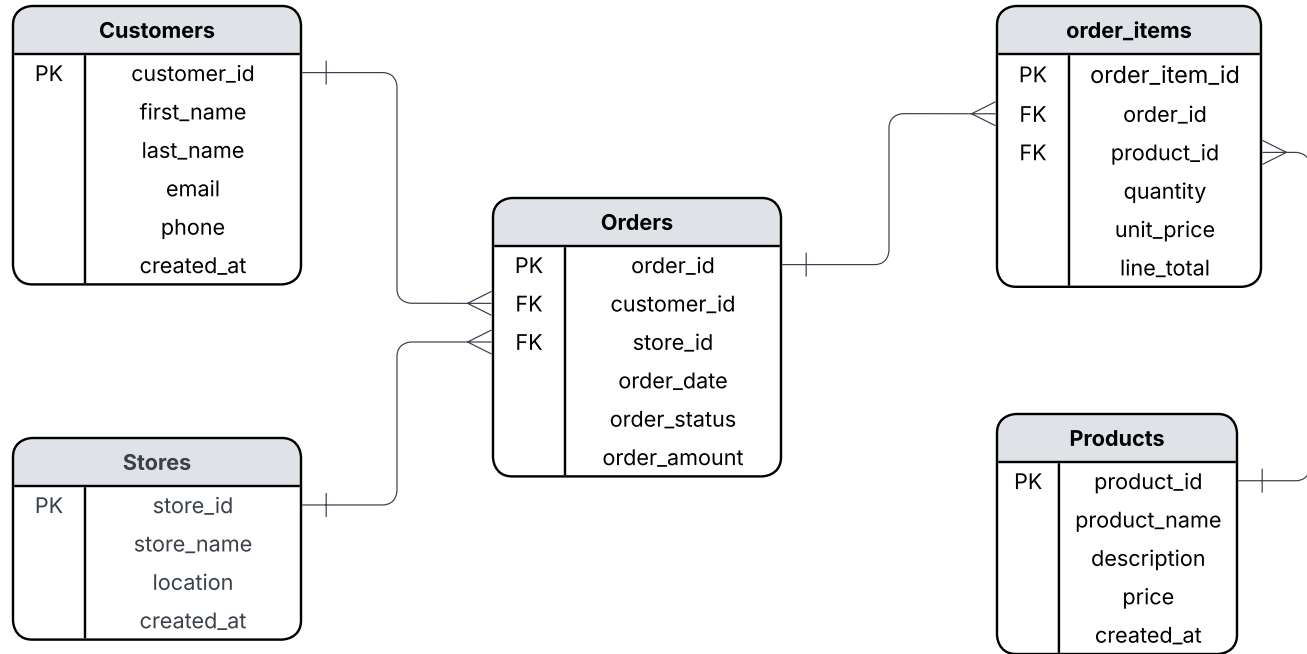 Customers
PK customer_id
first_name
last_name
email
phone
created_at
Stores
PK store_id
store_name
location
created_at
Orders
PK order_id
FK customer_id
FK store_id
order_date
order_status
order_amount
order_items
PK order_item_id
FK order_id
FK product_id
quantity
unit_price
line_total
Products
PK product_id
product_name
description
price
created_at